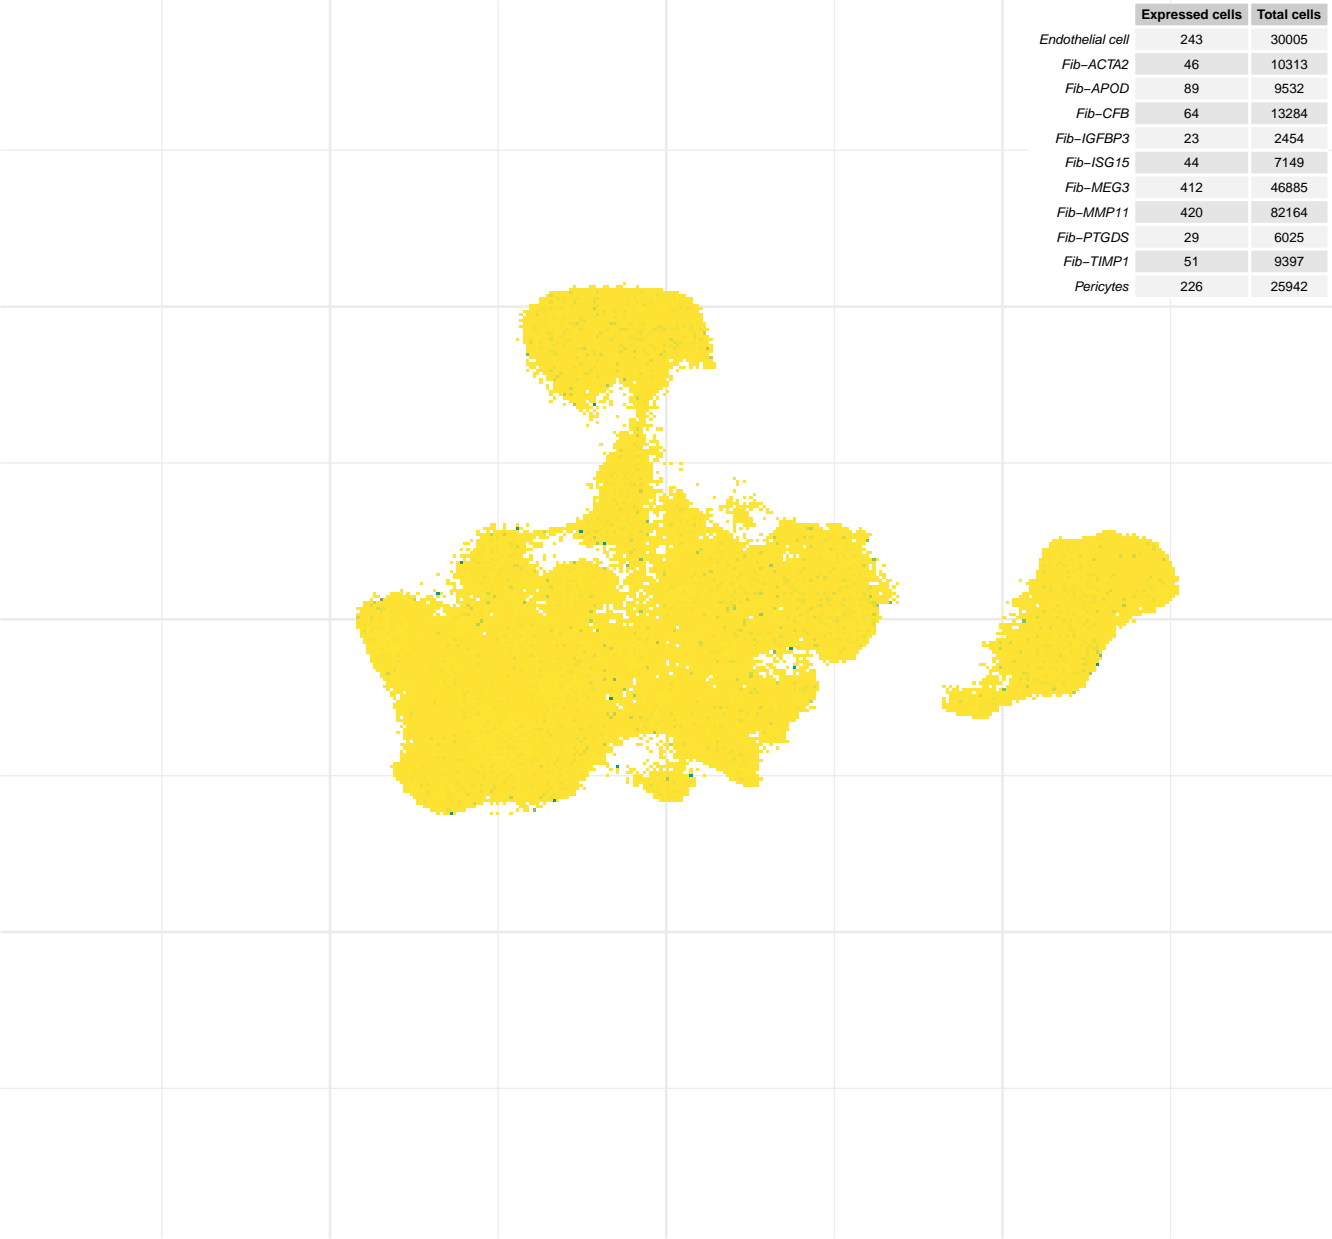 Expressed cells Total cells
Endothelial cell 243 30005
Fib−ACTA2 46 10313
Fib−APOD 89 9532
Fib−CFB 64 13284
Fib−IGFBP3 23 2454
Fib−ISG15 44 7149
Fib−MEG3 412 46885
Fib−MMP11 420 82164
Fib−PTGDS 29 6025
Fib−TIMP1 51 9397
Pericytes 226 25942